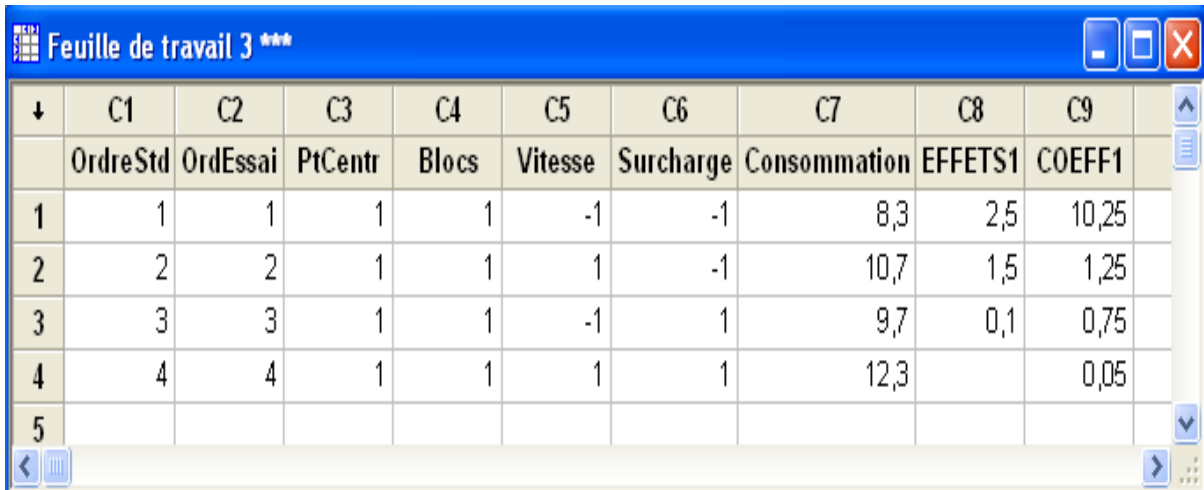 Feuille de travail 3 ***
↓ C1 C2 C3 C4 C5 C6 C7 C8 C9
OrdreStd OrdEssai PtCentr Blocs Vitesse Surcharge Consommation EFFETS1 COEFF1
1 1 1 1 1 -1 -1 8,3 2,5 10,25
2 2 2 1 1 1 -1 10,7 1,5 1,25
3 3 3 1 1 -1 1 9,7 0,1 0,75
4 4 4 1 1 1 1 12,3 0,05
5